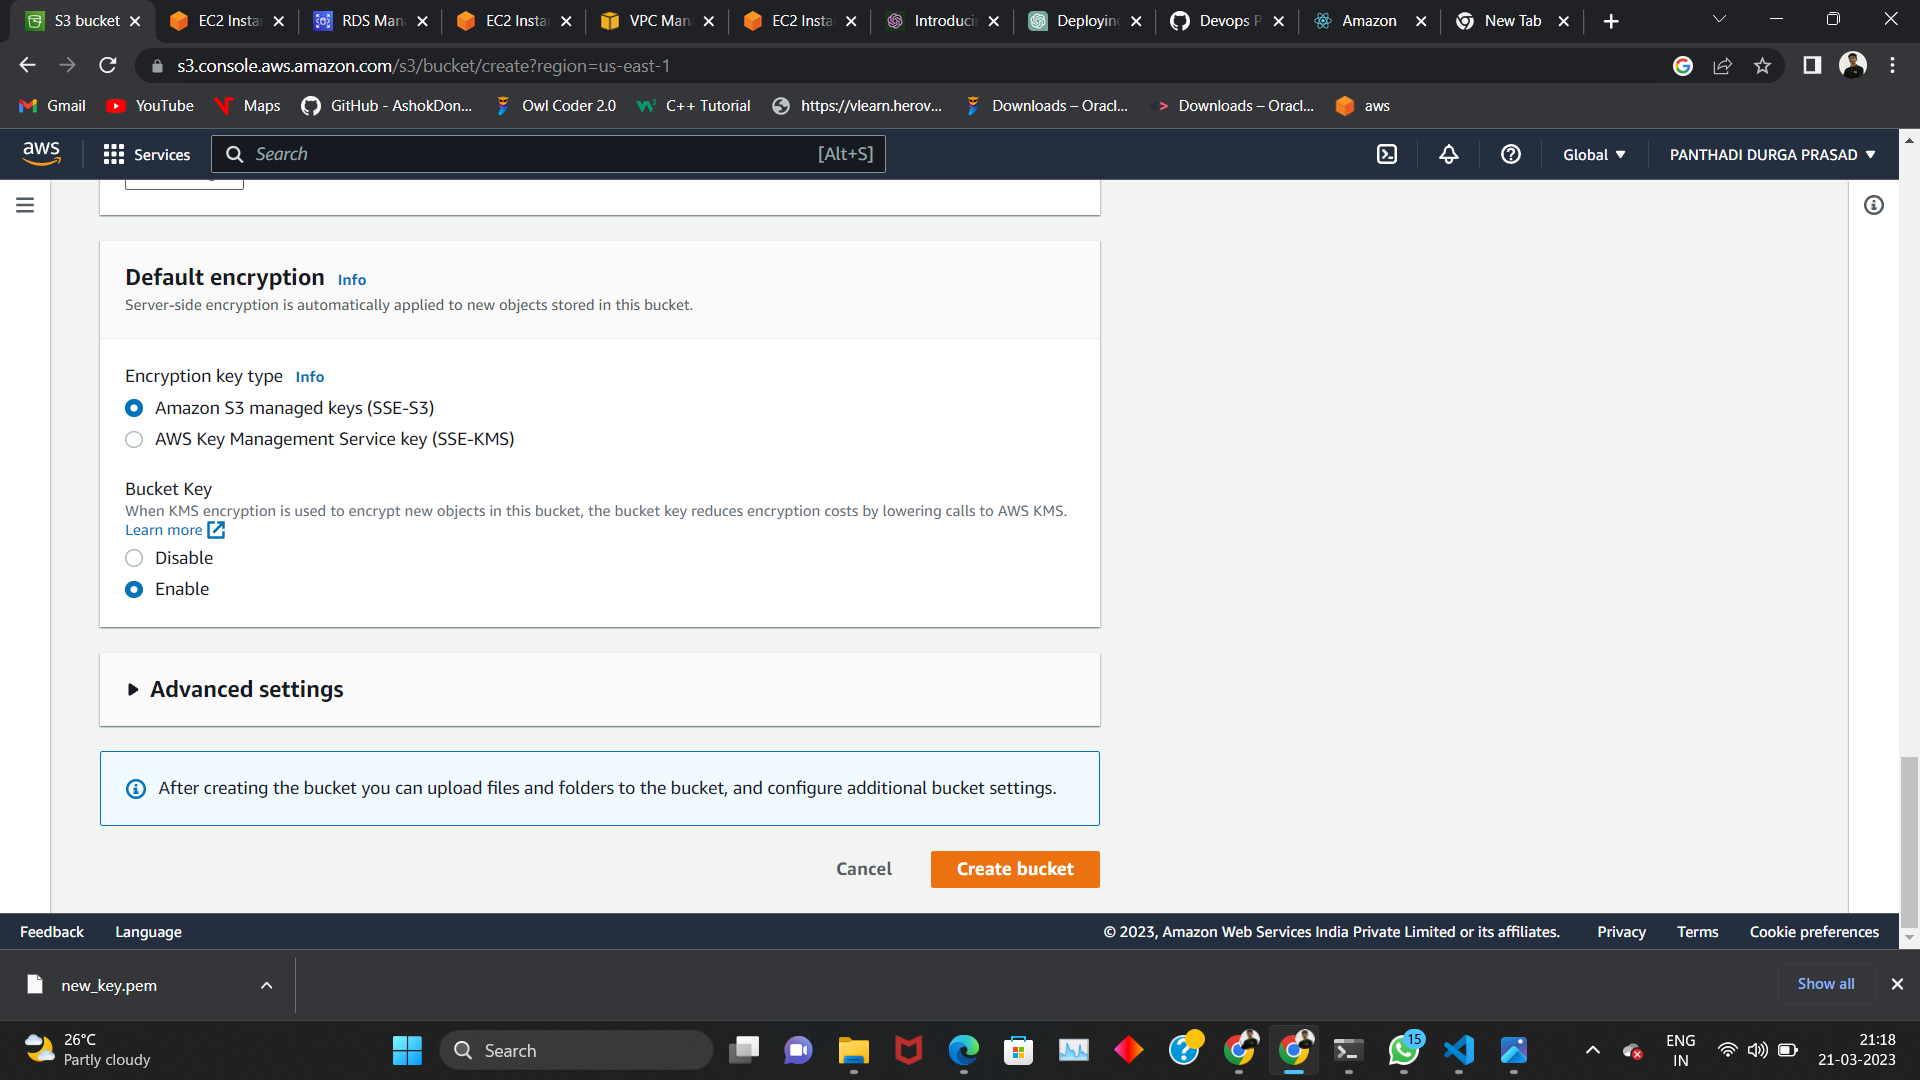 S3 bucket
EC2 Insta
RDS Man
EC2 Insta
VPC Man
EC2 Insta
Introducin
Deploying
Devops P
Amazon
New Tab
s3.console.aws.amazon.com/s3/bucket/create?region=us-east-1
Gmail
YouTube
Maps
GitHub - AshokDon...
Owl Coder 2.0
C++ Tutorial
https://vlearn.herov...
Downloads – Oracl...
Downloads – Oracl...
aws
aws
Services
Search
[Alt+S]
Global
PANTHADI DURGA PRASAD
Default encryption Info
Server-side encryption is automatically applied to new objects stored in this bucket.
Encryption key type Info
Amazon S3 managed keys (SSE-S3)
AWS Key Management Service key (SSE-KMS)
Bucket Key
When KMS encryption is used to encrypt new objects in this bucket, the bucket key reduces encryption costs by lowering calls to AWS KMS.
Learn more
Disable
Enable
Advanced settings
After creating the bucket you can upload files and folders to the bucket, and configure additional bucket settings.
Cancel
Create bucket
Feedback
Language
© 2023, Amazon Web Services India Private Limited or its affiliates.
Privacy
Terms
Cookie preferences
new_key.pem
Show all
26°C
Partly cloudy
Search
15
ENG
IN
21:18
21-03-2023